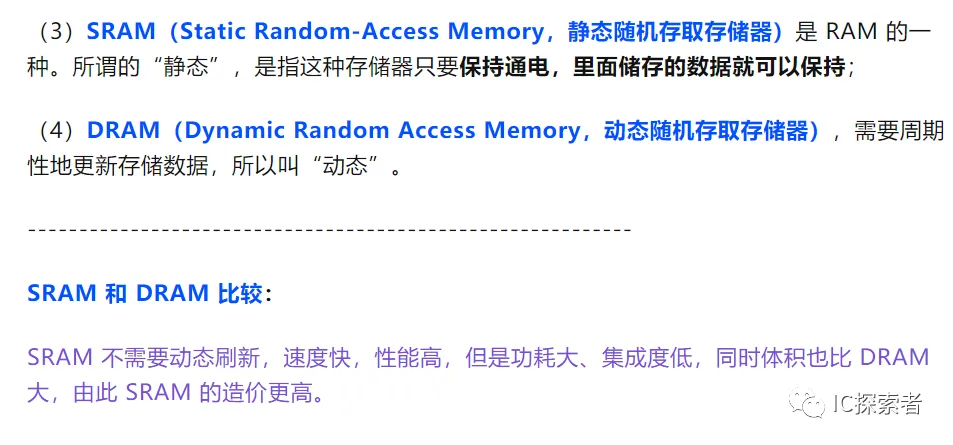 （3）SRAM（Static Random-Access Memory，静态随机存取存储器）是 RAM 的一
种。所谓的“静态”，是指这种存储器只要保持通电，里面储存的数据就可以保持；
（4）DRAM（Dynamic Random Access Memory，动态随机存取存储器），需要周期
性地更新存储数据，所以叫“动态”。
-----------------------------------------------------------
SRAM 和 DRAM 比较：
SRAM 不需要动态刷新，速度快，性能高，但是功耗大、集成度低，同时体积也比 DRAM
大，由此 SRAM 的造价更高。
IC探索者